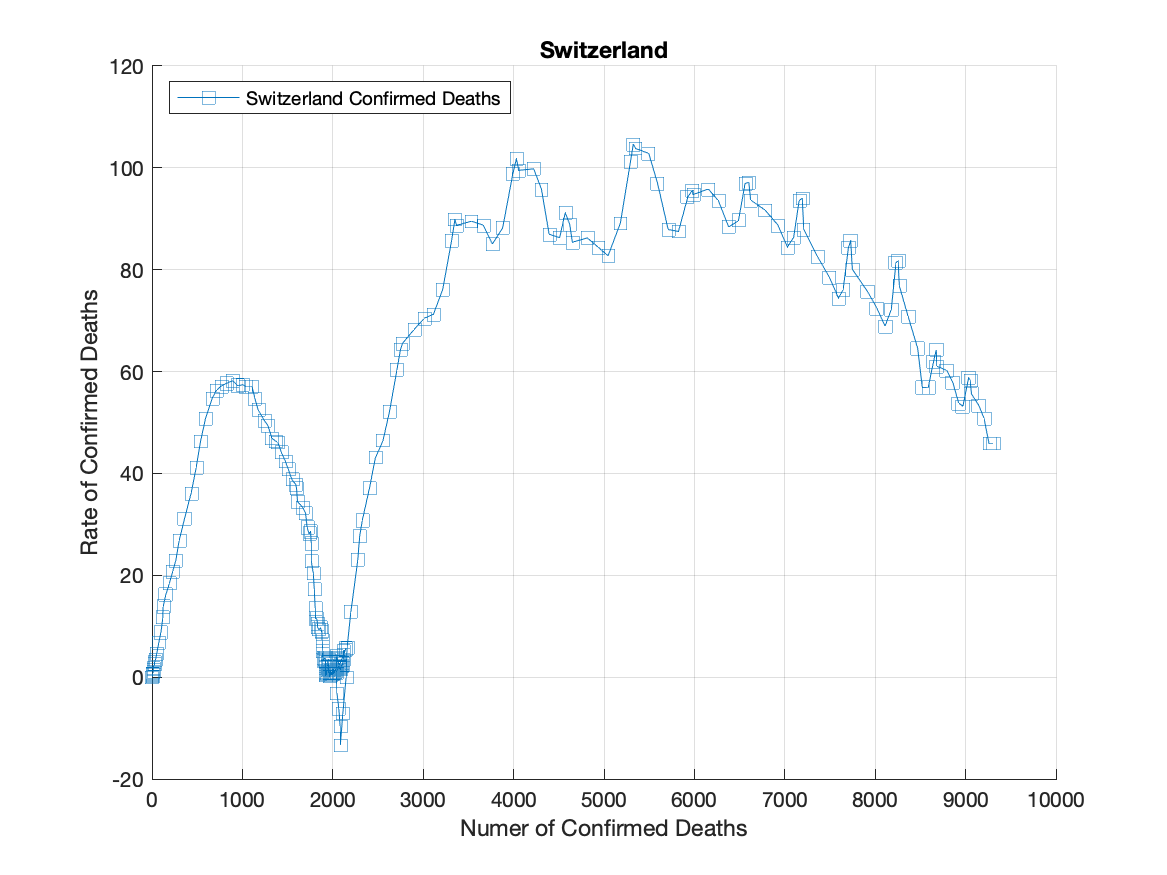 Switzerland
Switzerland Confirmed Deaths
120
100
80
60
40
20
0
-20
Rate of Confirmed Deaths
0 1000 2000 3000 4000 5000 6000 7000 8000 9000 10000
Numer of Confirmed Deaths